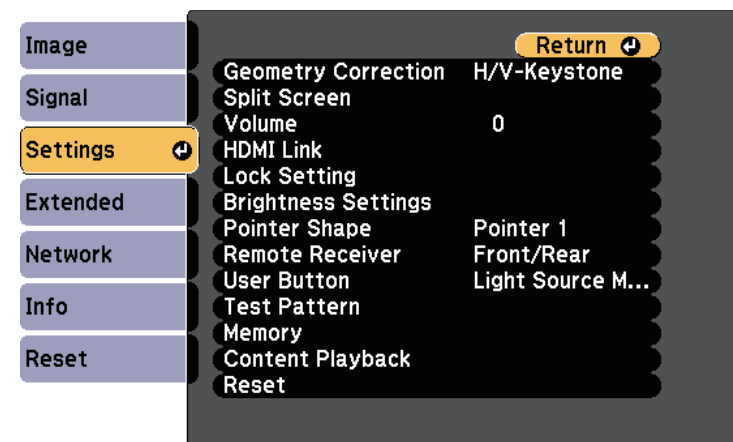 Image
Signal
Settings
Extended
Network
Info
Reset
Return
Geometry Correction H/V-Keystone
Split Screen
Volume 0
HDMI Link
Lock Setting
Brightness Settings
Pointer Shape Pointer 1
Remote Receiver Front/Rear
User Button Light Source M...
Test Pattern
Memory
Content Playback
Reset